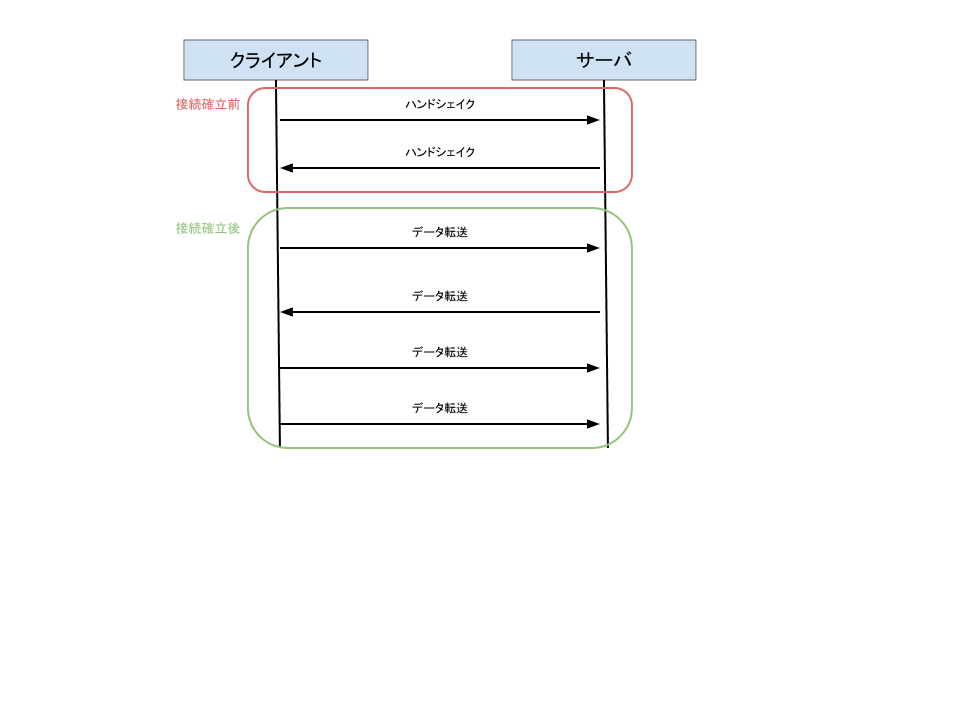 クライアント
サーバ
接続確立前
ハンドシェイク
ハンドシェイク
接続確立後
データ転送
データ転送
データ転送
データ転送